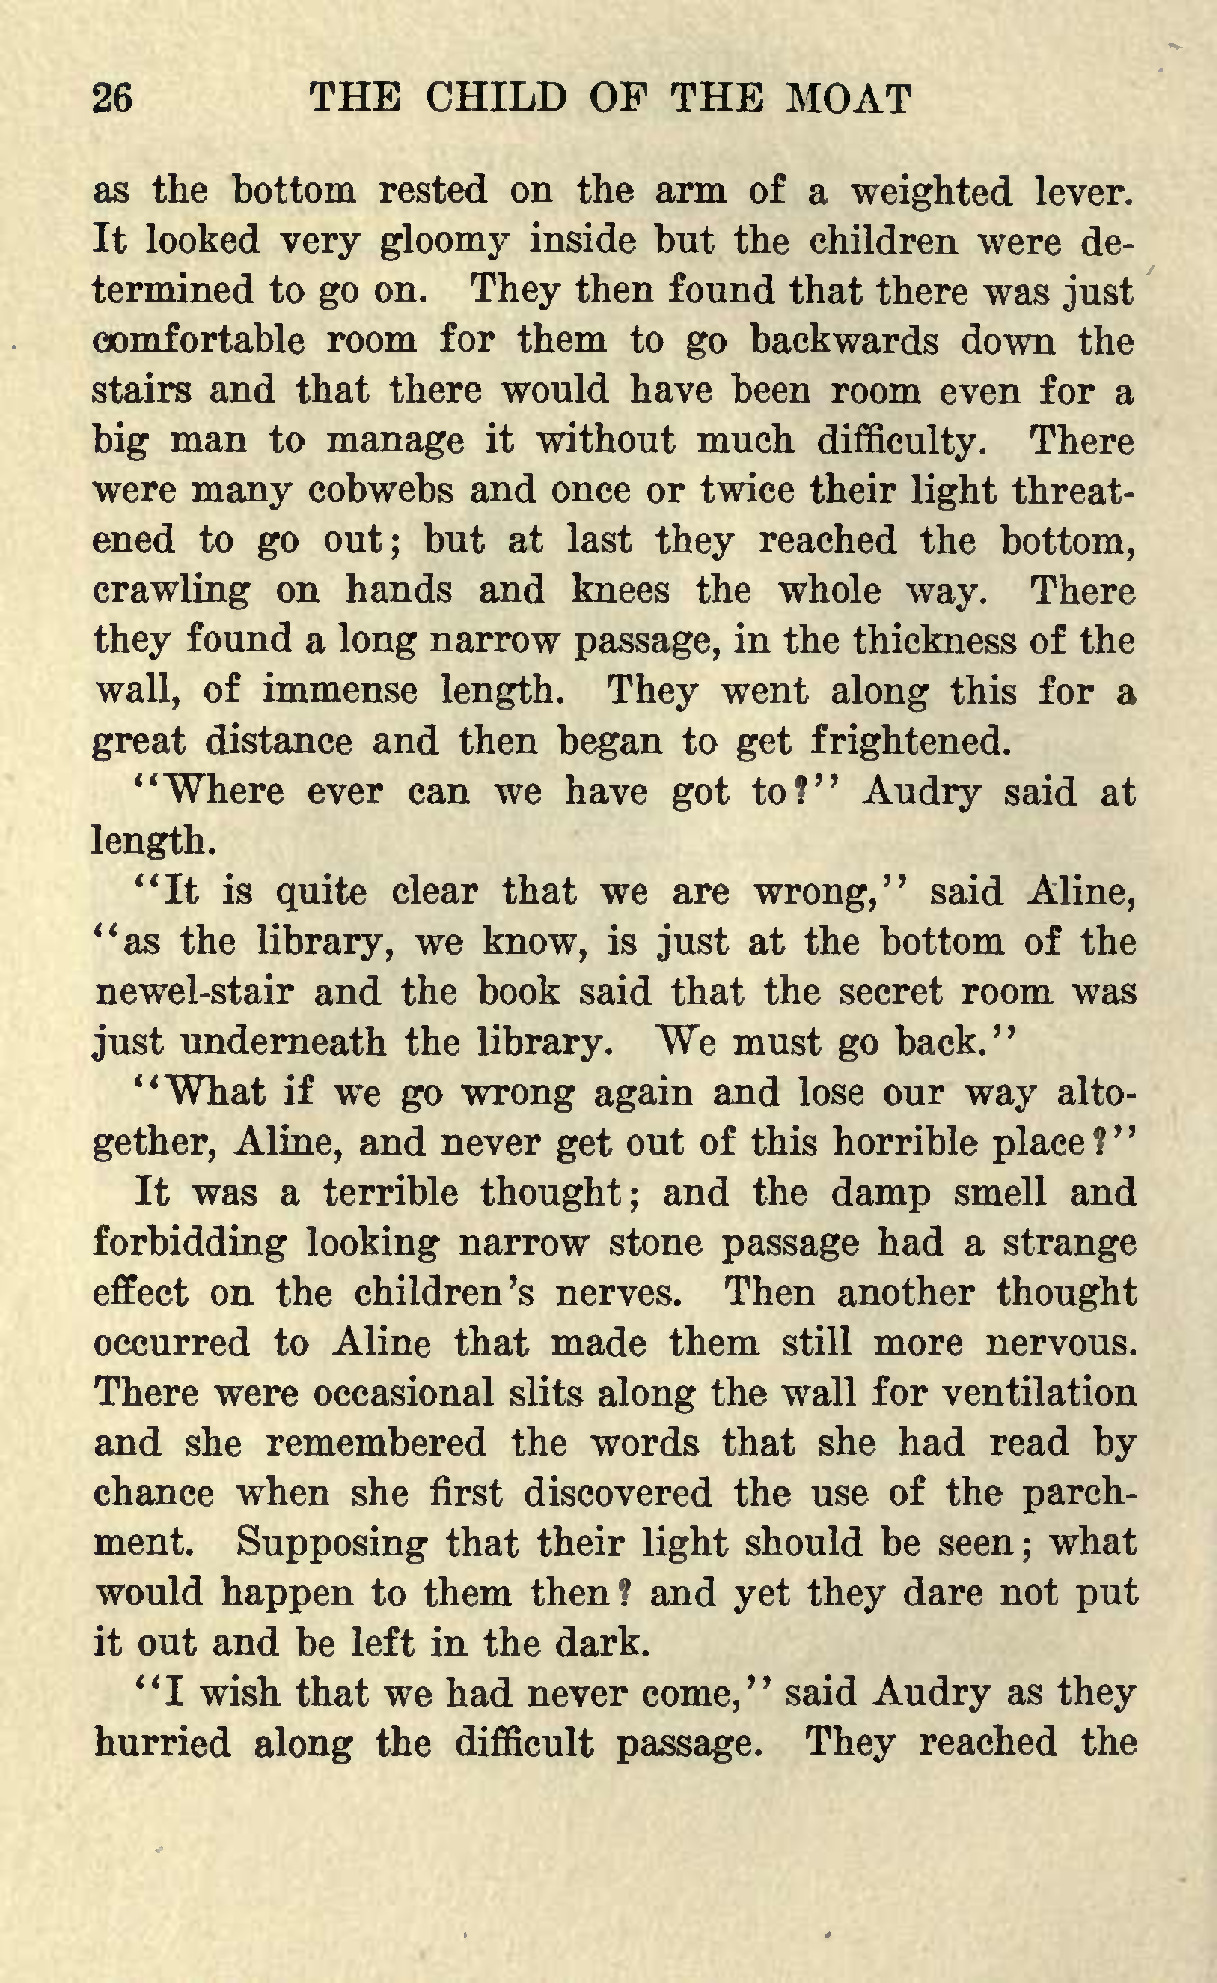 26 THE CHILD OF THE MOAT
as the bottom rested on the arm of a weighted lever.
It looked very gloomy inside but the children were de-
termined to go on. They then found that there was just
comfortable room for them to go backwards down the
stairs and that there would have been room even for a
big man to manage it without much difficulty. There
were many cobwebs and once or twice their light threat-
ened to go out; but at last they reached the bottom,
crawling on hands and knees the whole way. There
they found a long narrow passage, in the thickness of the
wall, of immense length. They went along this for a
great distance and then began to get frightened.
"Where ever can we have got to?" Audry said at
length.
"It is quite clear that we are wrong," said Aline,
"as the library, we know, is just at the bottom of the
newel-stair and the book said that the secret room was
just underneath the library. We must go back."
"What if we go wrong again and lose our way alto-
gether, Aline, and never get out of this horrible place?"
It was a terrible thought; and the damp smell and
forbidding looking narrow stone passage had a strange
effect on the children's nerves. Then another thought
occurred to Aline that made them still more nervous.
There were occasional slits along the wall for ventilation
and she remembered the words that she had read by
chance when she first discovered the use of the parch-
ment. Supposing that their light should be seen; what
would happen to them then? and yet they dare not put
it out and be left in the dark.
"I wish that we had never come," said Audry as they
hurried along the difficult passage. They reached the